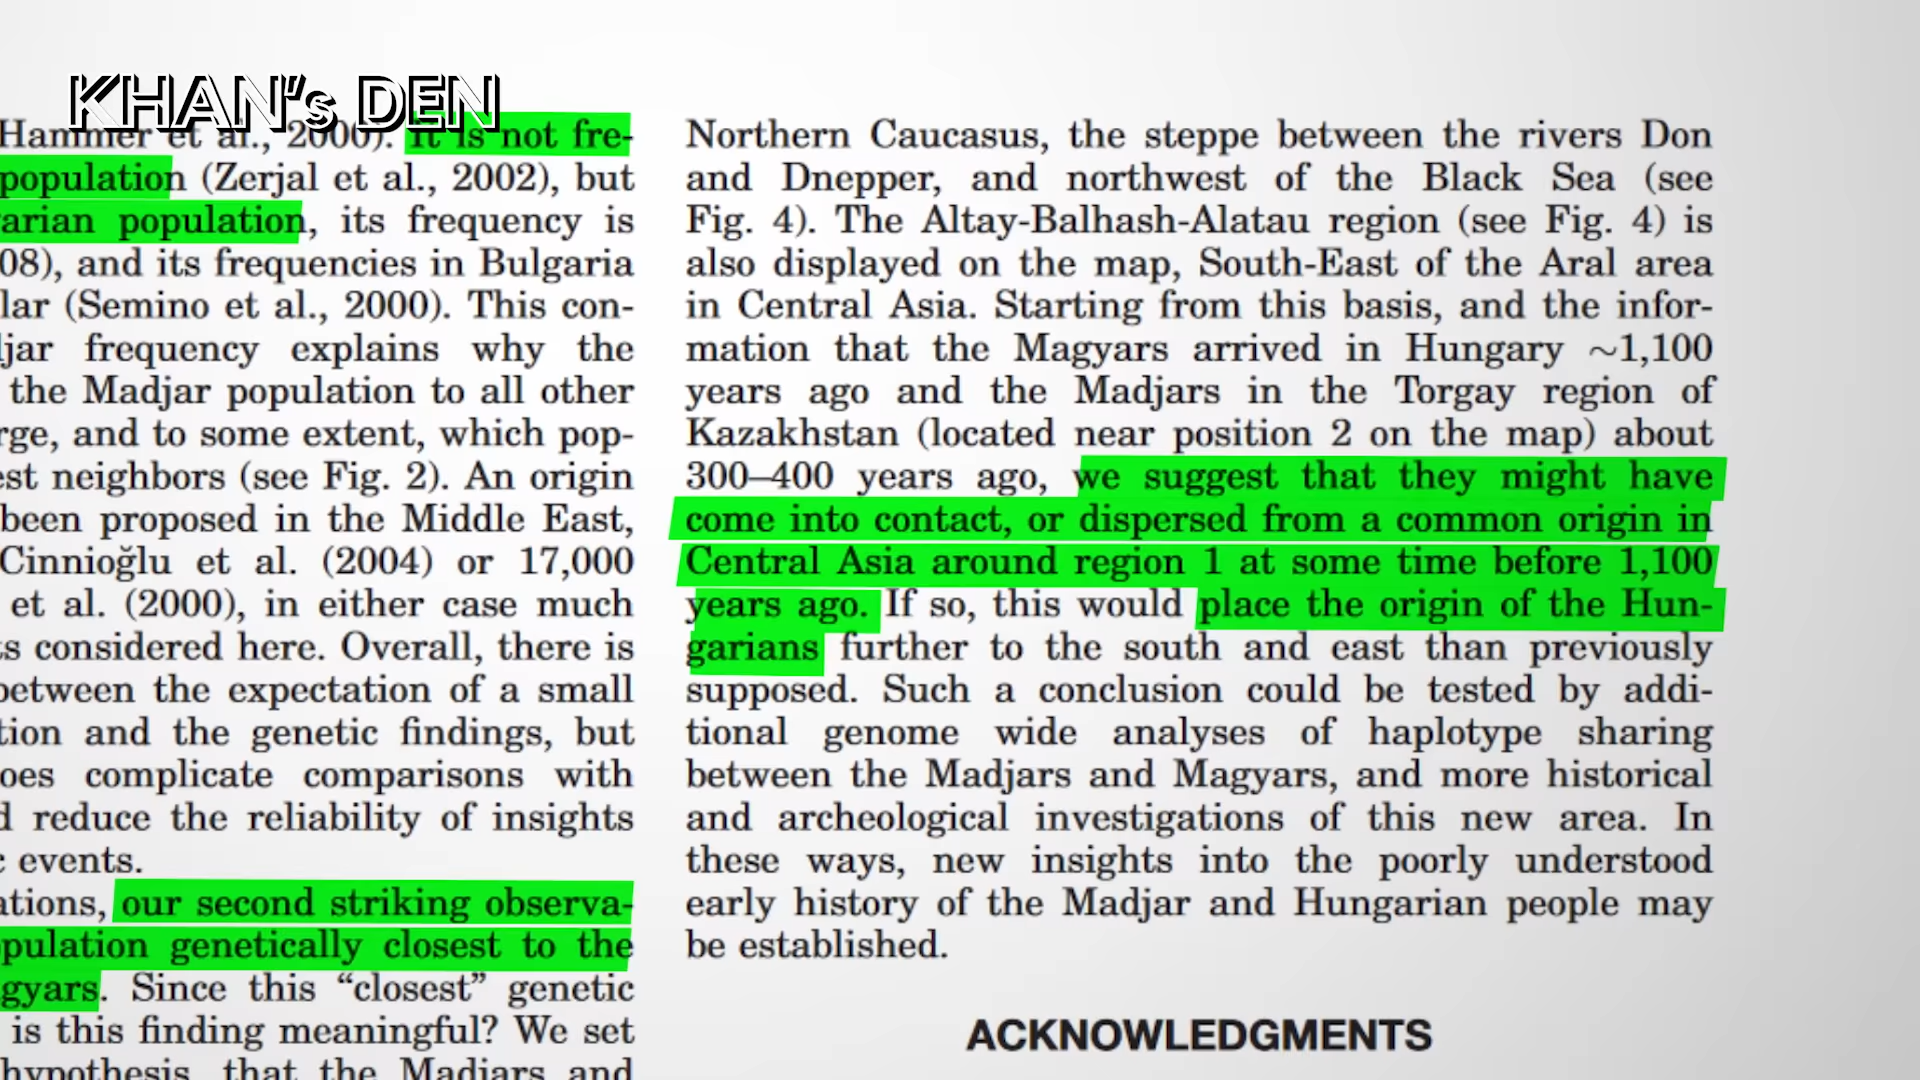 KHAN's DEN
Hammer et al., 2000). It is not fre-
population (Zerjal et al., 2002), but
garian population, its frequency is
08), and its frequencies in Bulgaria
lar (Semino et al., 2000). This con-
djar frequency explains why the
the Madjar population to all other
rge, and to some extent, which pop-
est neighbors (see Fig. 2). An origin
been proposed in the Middle East,
Cinnioğlu et al. (2004) or 17,000
et al. (2000), in either case much
ts considered here. Overall, there is
between the expectation of a small
tion and the genetic findings, but
does complicate comparisons with
d reduce the reliability of insights
c events.
ations, our second striking observa-
opulation genetically closest to the
gyars. Since this “closest” genetic
is this finding meaningful? We set
hypothesis, that the Madjars and
Northern Caucasus, the steppe between the rivers Don
and Dnepper, and northwest of the Black Sea (see
Fig. 4). The Altay-Balhash-Alatau region (see Fig. 4) is
also displayed on the map, South-East of the Aral area
in Central Asia. Starting from this basis, and the infor-
mation that the Magyars arrived in Hungary ~1,100
years ago and the Madjars in the Torgay region of
Kazakhstan (located near position 2 on the map) about
300–400 years ago, we suggest that they might have
come into contact, or dispersed from a common origin in
Central Asia around region 1 at some time before 1,100
years ago. If so, this would place the origin of the Hun-
garians further to the south and east than previously
supposed. Such a conclusion could be tested by addi-
tional genome wide analyses of haplotype sharing
between the Madjars and Magyars, and more historical
and archeological investigations of this new area. In
these ways, new insights into the poorly understood
early history of the Madjar and Hungarian people may
be established.
ACKNOWLEDGMENTS